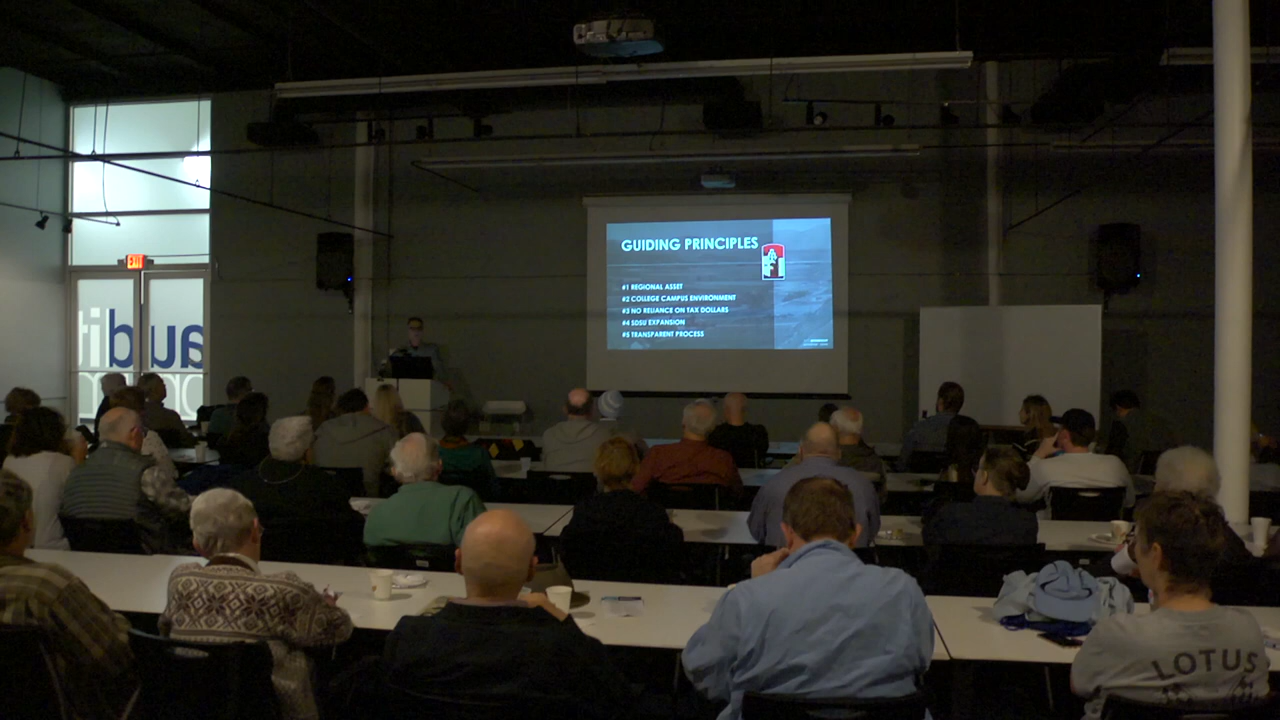 EXIT
GUIDING PRINCIPLES
#1 REGIONAL ASSET
#2 COLLEGE CAMPUS ENVIRONMENT
#3 NO RELIANCE ON TAX DOLLARS
#4 SDSU EXPANSION
#5 TRANSPARENT PROCESS
audit
LOTUS